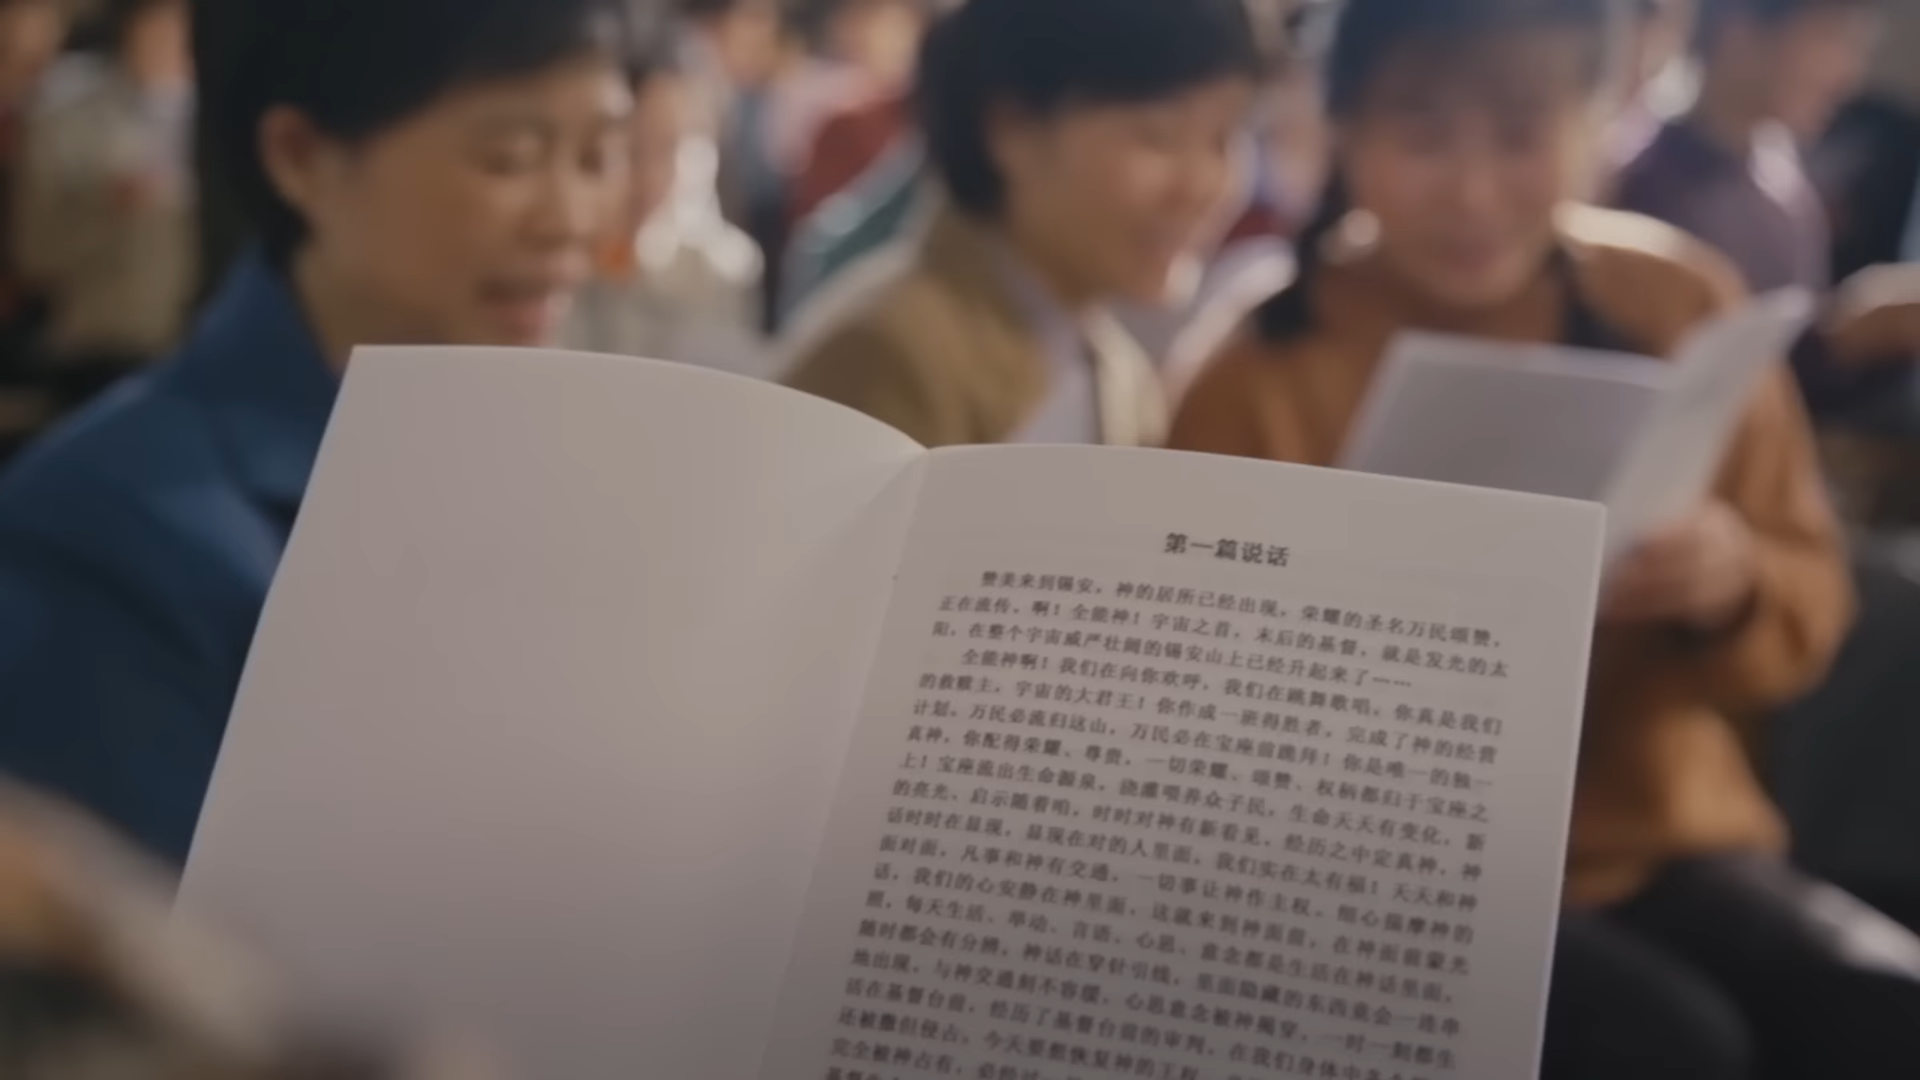 第一篇说话
赞美来到锡安，神的居所已经出现，荣耀的圣名万民颂赞，
正在流传。啊！全能神！宇宙之首，末后的基督，就是发光的太
阳，在整个宇宙威严壮阔的锡安山上已经升起来了……
全能神啊！我们在向你欢呼，我们在跳舞歌唱。你真是我们
的救赎主，宇宙的大君王！你作成一班得胜者，完成了神的经营
计划。万民必流归这山，万民必在宝座前跪拜！你是唯一的独一
真神，你配得荣耀、尊贵。一切荣耀、颂赞、权柄都归于宝座之
上！宝座流出生命源泉，浇灌喂养众子民，生命天天有变化，新
的亮光、启示随着咱，时时对神有新看见。经历之中定真神，神
话时时在显现，显现在对的人里面。我们实在太有福！天天和神
面对面，凡事和神有交通，一切事让神作主权。细心揣摩神的
话，我们的心安静在神里面，这就来到神面前，在神面前蒙光
照。每天生活、举动、言语、心思、意念都是生活在神话里面，
随时都会有分辨。神话在穿针引线，里面隐藏的东西竟会一连串
地出现。与神交通刻不容缓，心思意念被神揭穿，一时一刻都生
活在基督台前，经历了基督台前的审判。在我们身体中
还被撒但侵占，今天要想恢复神的王权
完全被神占有，必经过